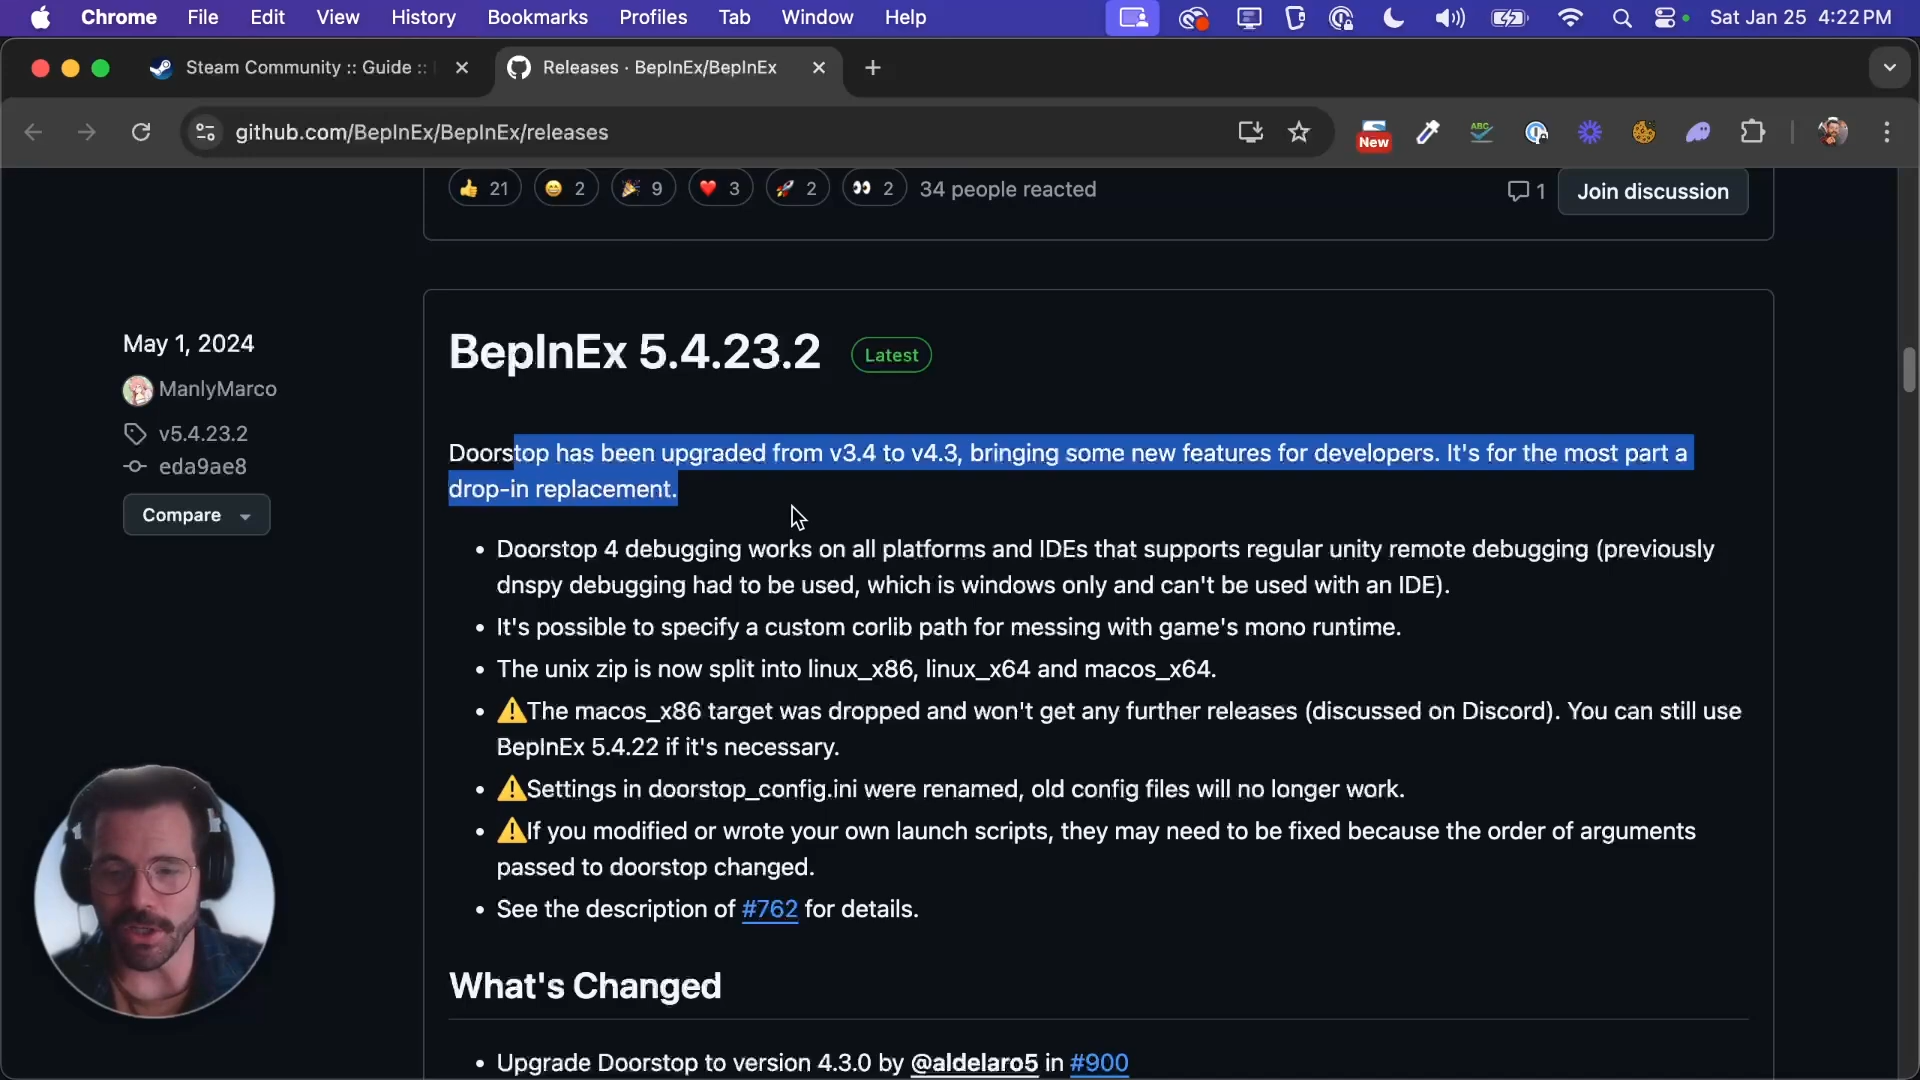 Chrome File Edit View History Bookmarks Profiles Tab Window Help Sat Jan 25 4:22 PM
Steam Community :: Guide ::
Releases · BepInEx/BepInEx
github.com/BepInEx/BepInEx/releases
New
ABC
21 2 9 3 2 2 34 people reacted 1 Join discussion
May 1, 2024
ManlyMarco
v5.4.23.2
eda9ae8
Compare
BepInEx 5.4.23.2 Latest
Doorstop has been upgraded from v3.4 to v4.3, bringing some new features for developers. It's for the most part a
drop-in replacement.
• Doorstop 4 debugging works on all platforms and IDEs that supports regular unity remote debugging (previously
dnspy debugging had to be used, which is windows only and can't be used with an IDE).
• It's possible to specify a custom corlib path for messing with game's mono runtime.
• The unix zip is now split into linux_x86, linux_x64 and macos_x64.
• ⚠️The macos_x86 target was dropped and won't get any further releases (discussed on Discord). You can still use
BepInEx 5.4.22 if it's necessary.
• ⚠️Settings in doorstop_config.ini were renamed, old config files will no longer work.
• ⚠️If you modified or wrote your own launch scripts, they may need to be fixed because the order of arguments
passed to doorstop changed.
• See the description of #762 for details.
What's Changed
• Upgrade Doorstop to version 4.3.0 by @aldelaro5 in #900